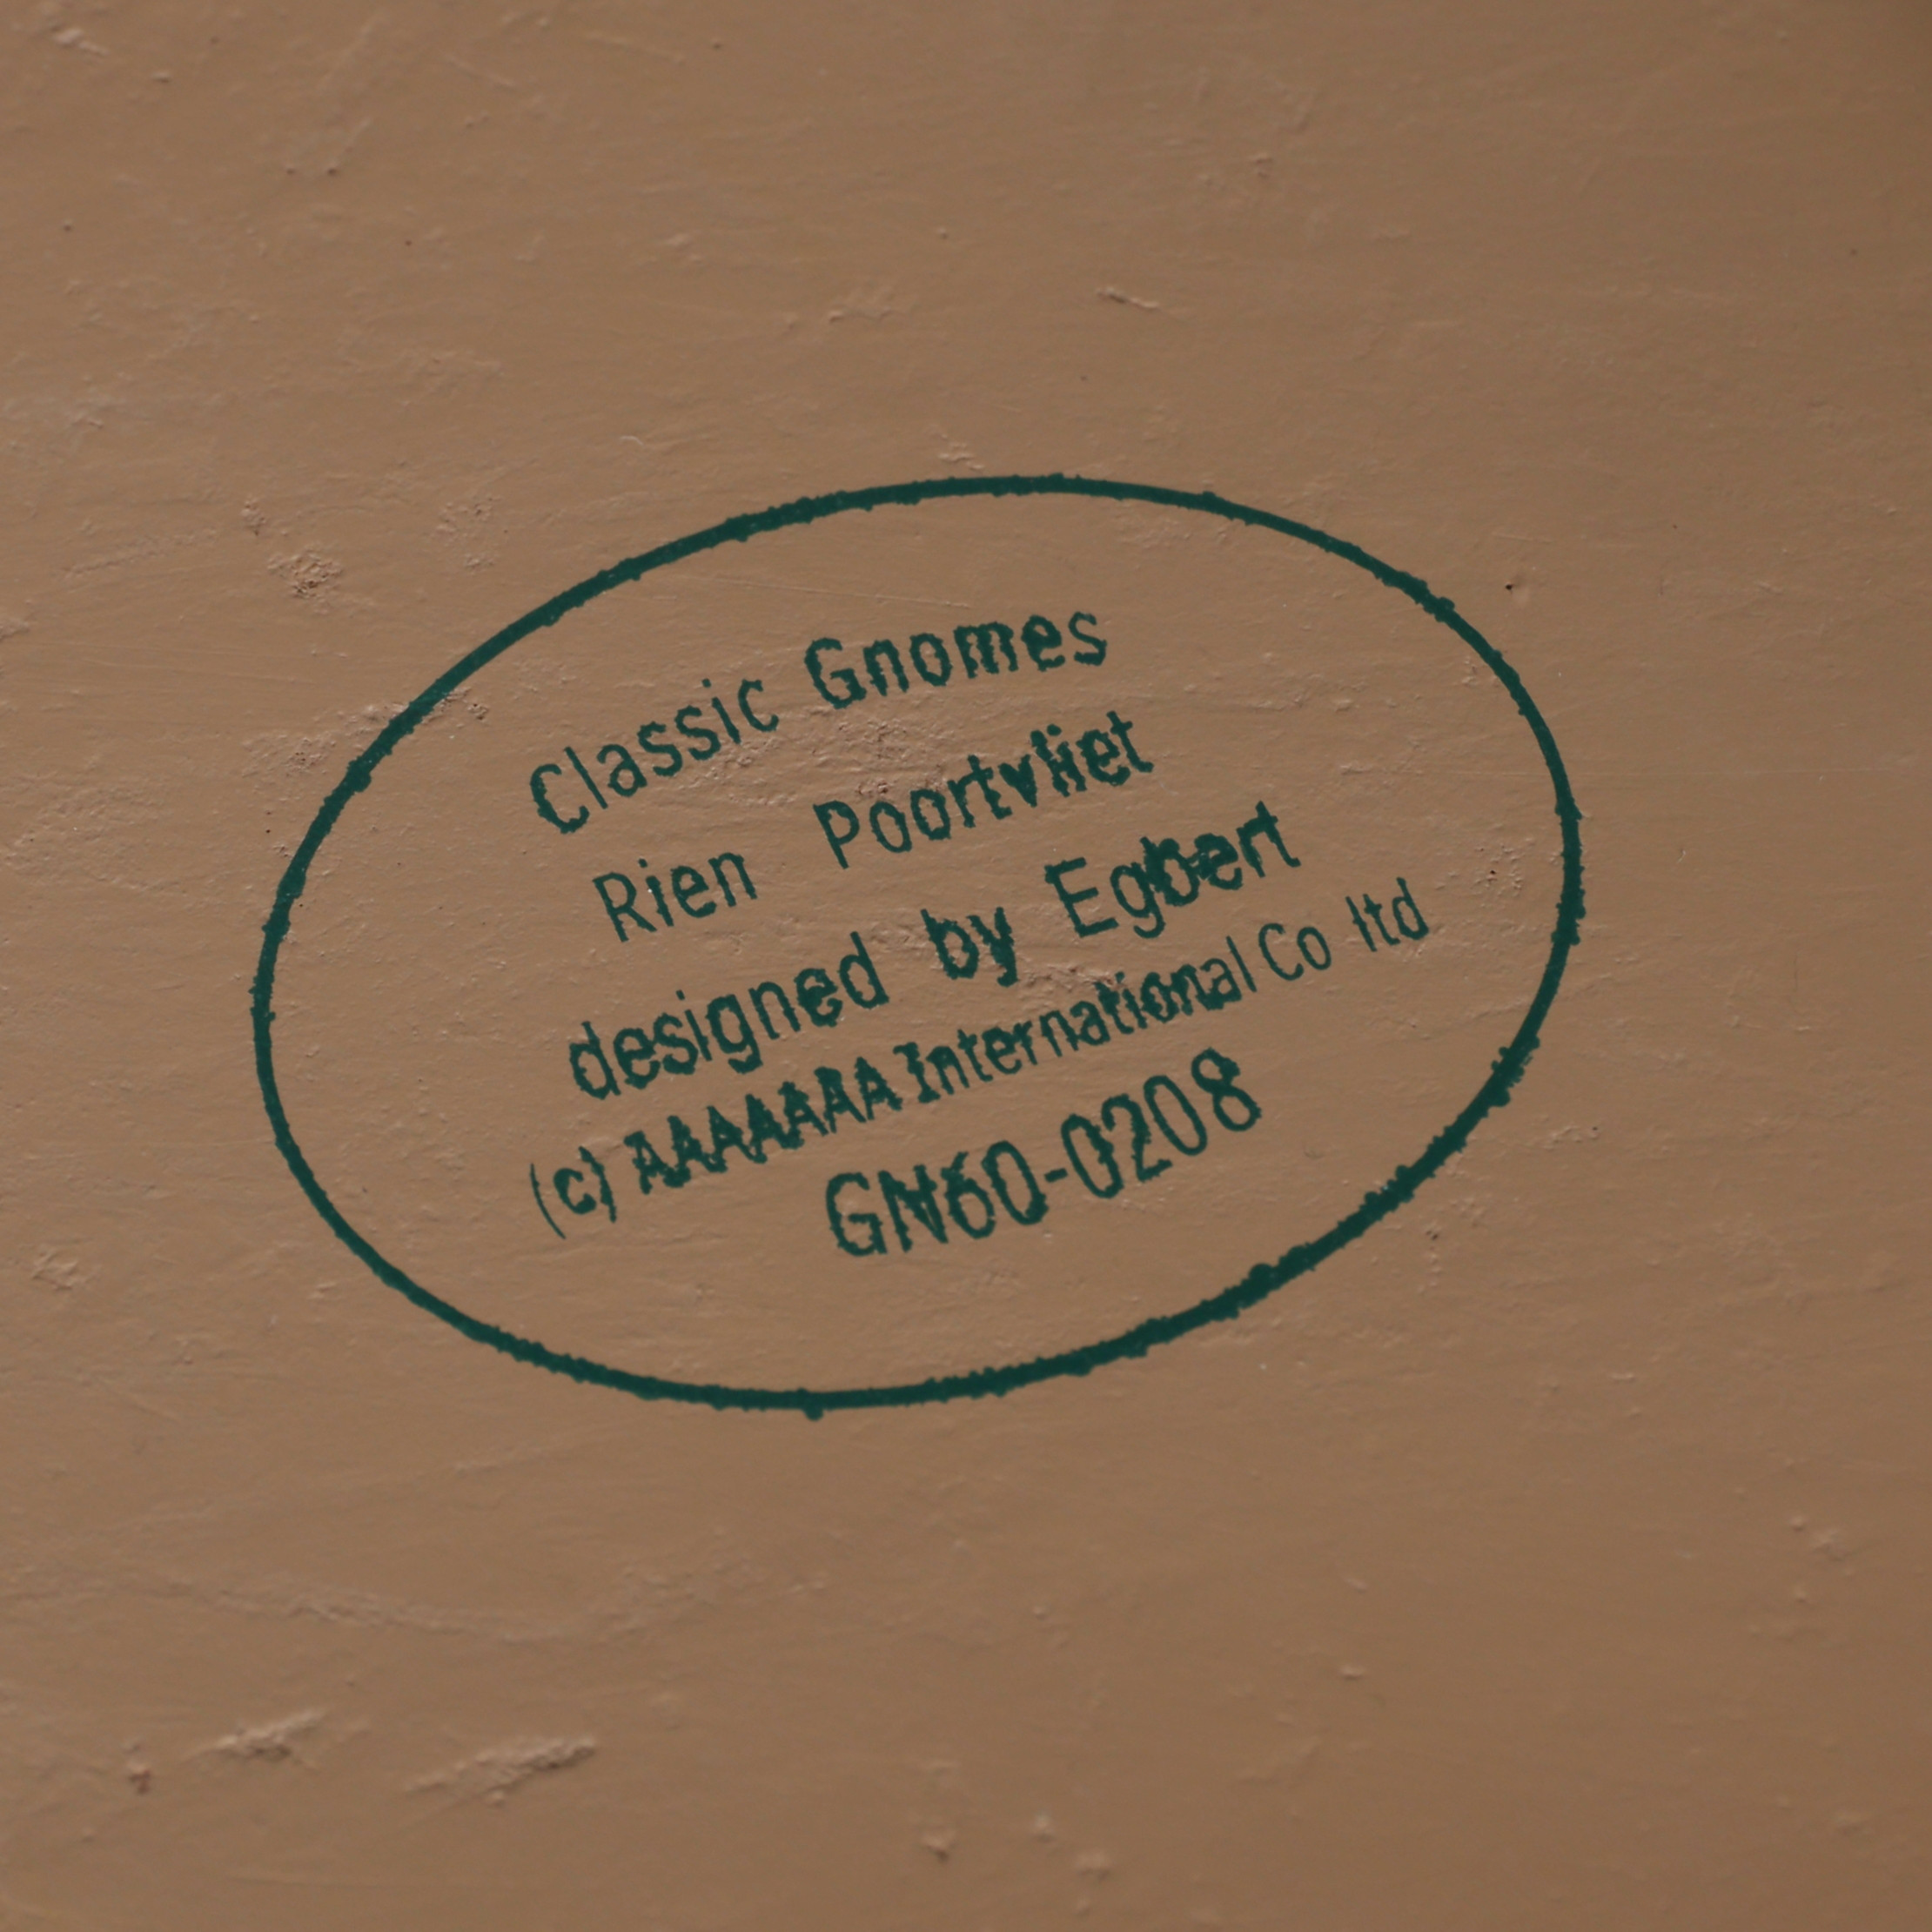 Classic Gnomes
Rien Poortvliet
designed by Egbert
(c) AAAAAAA International Co ltd
GN60-0208